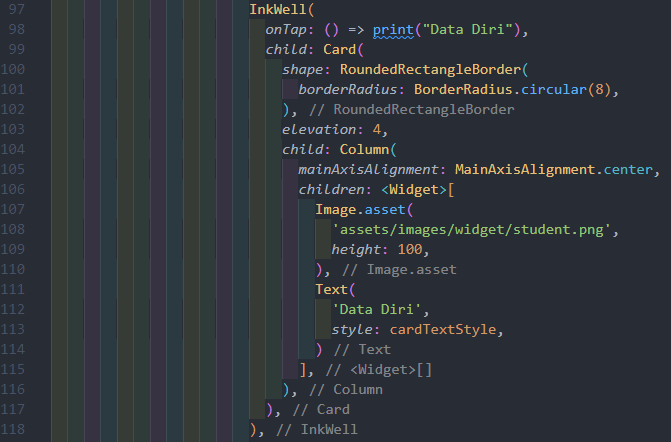 97 InkWell(
98 onTap: () => print("Data Diri"),
99 child: Card(
100 shape: RoundedRectangleBorder(
101 borderRadius: BorderRadius.circular(8),
102 ), // RoundedRectangleBorder
103 elevation: 4,
104 child: Column(
105 mainAxisAlignment: MainAxisAlignment.center,
106 children: <Widget>[
107 Image.asset(
108 'assets/images/widget/student.png',
109 height: 100,
110 ), // Image.asset
111 Text(
112 'Data Diri',
113 style: cardTextStyle,
114 ) // Text
115 ], // <Widget>[]
116 ), // Column
117 ), // Card
118 ), // InkWell